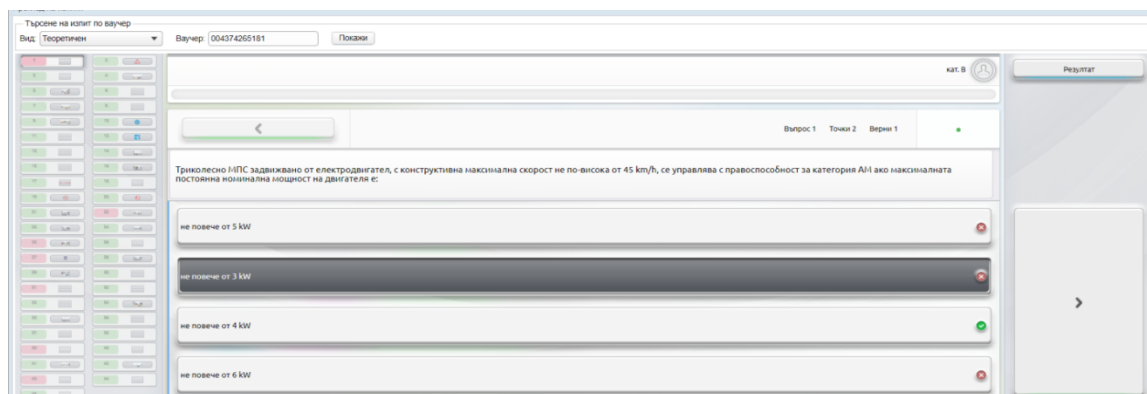 Търсене на изпит по ваучер
Вид: Теоретичен Ваучер: 004374265181 Покажи
кат. B Резултат
Въпрос 1 Точки 2 Верни 1
Триколесно МПС задвижвано от електродвигател, с конструктивна максимална скорост не по-висока от 45 km/h, се управлява с правоспособност за категория AM ако максималната
постоянна номинална мощност на двигателя е:
не повече от 5 kW
не повече от 3 kW
не повече от 4 kW
не повече от 6 kW